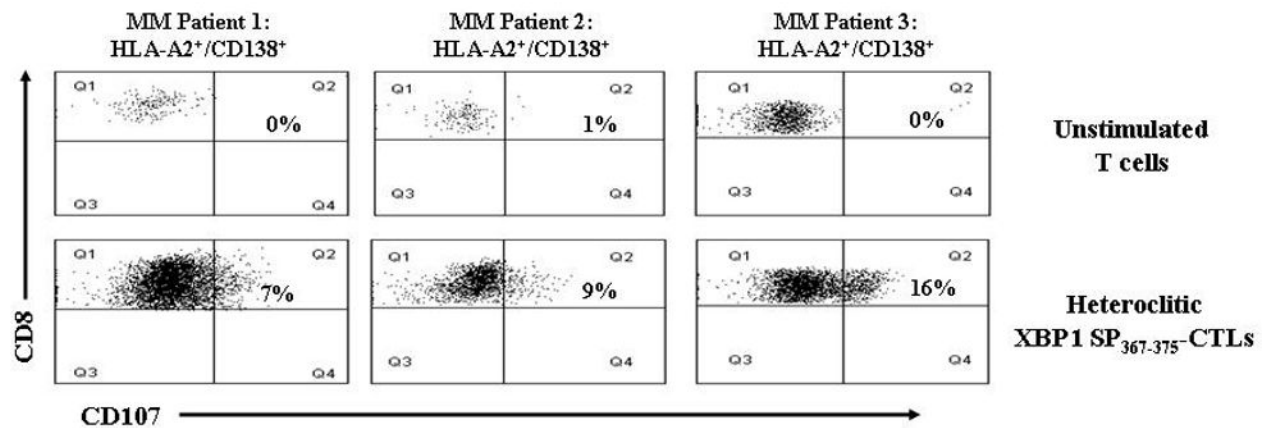 MM Patient 1:
HLA-A2⁺/CD138⁺
MM Patient 2:
HLA-A2⁺/CD138⁺
MM Patient 3:
HLA-A2⁺/CD138⁺
Q1 Q2
0%
Q3 Q4
Q1 Q2
1%
Q3 Q4
Q1 Q2
0%
Q3 Q4
Unstimulated
T cells
Q1 Q2
7%
Q3 Q4
Q1 Q2
9%
Q3 Q4
Q1 Q2
16%
Q3 Q4
Heteroclitic
XBP1 SP₃₆₇₋₃₇₅-CTLs
CD8
CD107